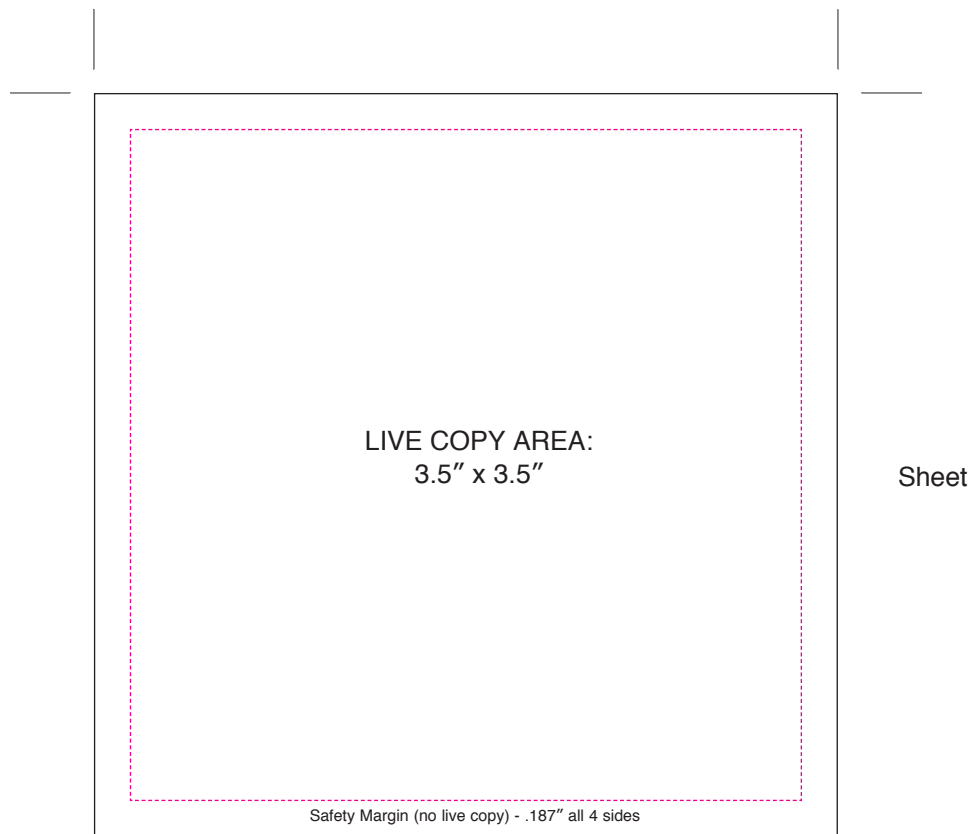 LIVE COPY AREA:
3.5″ x 3.5″
Sheet
Safety Margin (no live copy) - .187″ all 4 sides